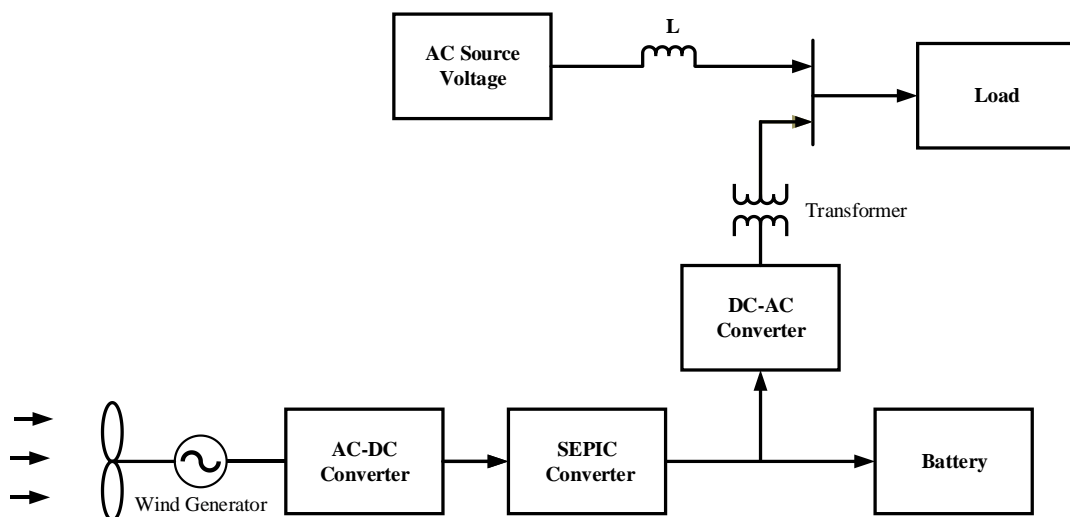 L
AC Source
Voltage
Load
Transformer
DC-AC
Converter
AC-DC
Converter
SEPIC
Converter
Battery
Wind Generator